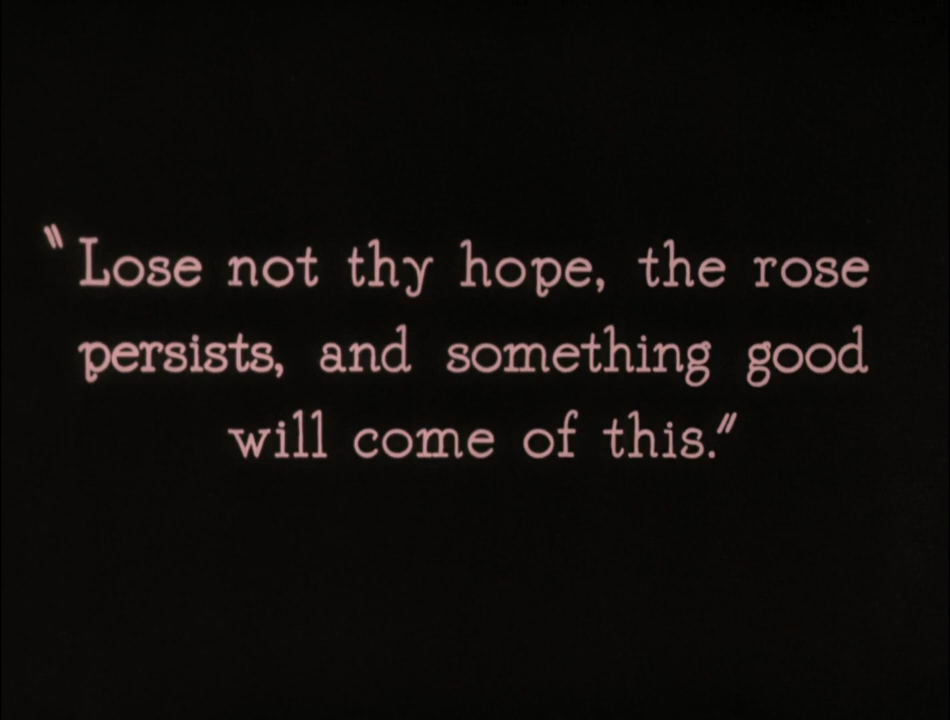 "Lose not thy hope, the rose
persists, and something good
will come of this."